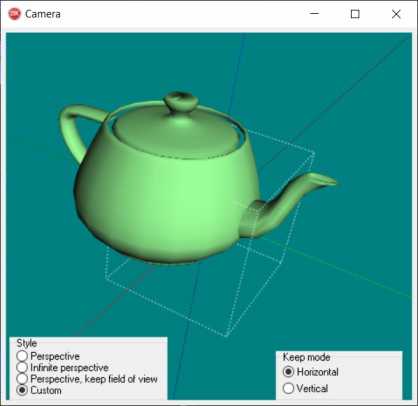 Camera
Style
Perspective
Infinite perspective
Perspective, keep field of view
Custom
Keep mode
Horizontal
Vertical